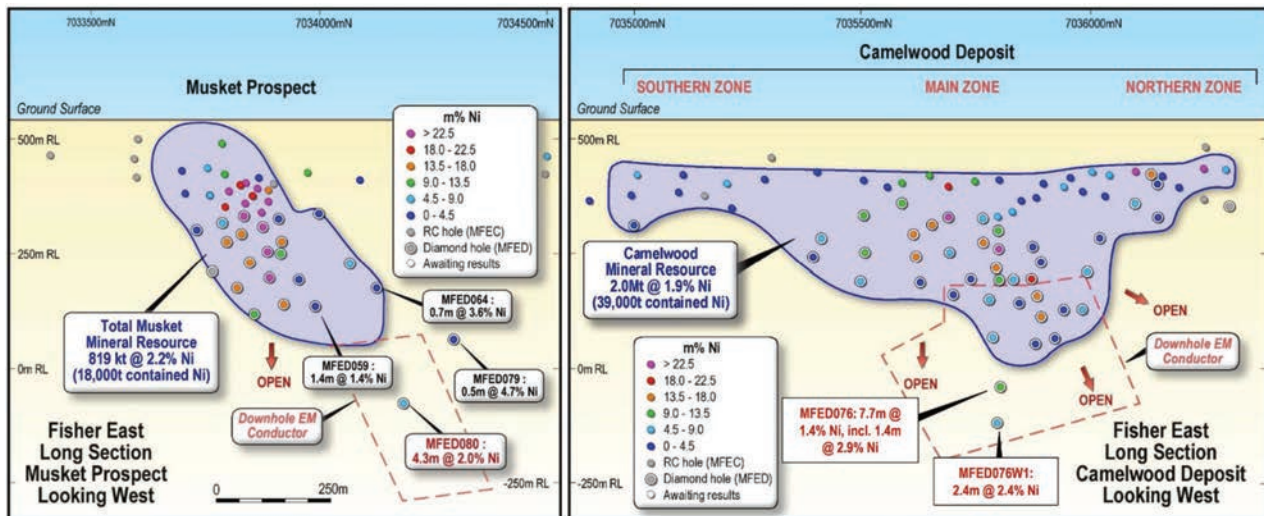 7033500mN
7034000mN
7034500mN
Musket Prospect
Ground Surface
500m RL
250m RL
0m RL
-250m RL
m% Ni
> 22.5
18.0 - 22.5
13.5 - 18.0
9.0 - 13.5
4.5 - 9.0
0 - 4.5
RC hole (MFEC)
Diamond hole (MFED)
Awaiting results
MFED064 :
0.7m @ 3.6% Ni
Total Musket
Mineral Resource
819 kt @ 2.2% Ni
(18,000t contained Ni)
OPEN
MFED059 :
1.4m @ 1.4% Ni
MFED079 :
0.5m @ 4.7% Ni
Downhole EM
Conductor
MFED080 :
4.3m @ 2.0% Ni
Fisher East
Long Section
Musket Prospect
Looking West
0
250m
7035000mN
7035500mN
7036000mN
Camelwood Deposit
SOUTHERN ZONE
MAIN ZONE
NORTHERN ZONE
Ground Surface
500m RL
250m RL
0m RL
-250m RL
Camelwood
Mineral Resource
2.0Mt @ 1.9% Ni
(39,000t contained Ni)
OPEN
Downhole EM
Conductor
OPEN
OPEN
m% Ni
> 22.5
18.0 - 22.5
13.5 - 18.0
9.0 - 13.5
4.5 - 9.0
0 - 4.5
RC hole (MFEC)
Diamond hole (MFED)
Awaiting results
MFED076: 7.7m @
1.4% Ni, incl. 1.4m
@ 2.9% Ni
MFED076W1:
2.4m @ 2.4% Ni
Fisher East
Long Section
Camelwood Deposit
Looking West